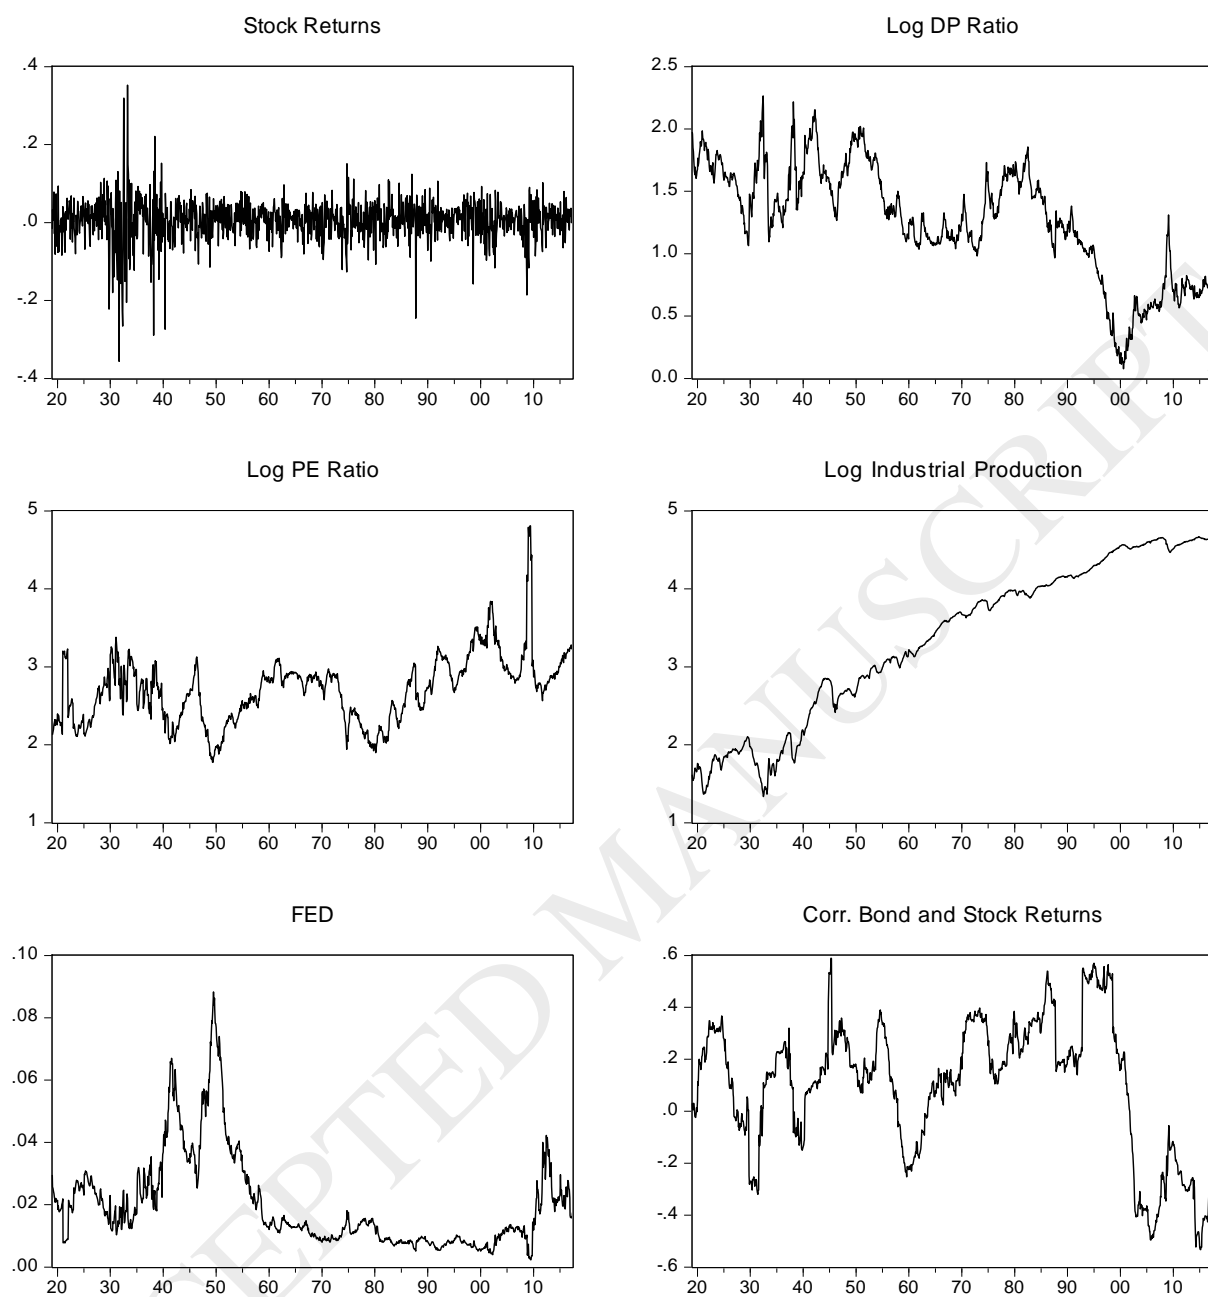 Stock Returns
.4
.2
.0
-.2
-.4
20 30 40 50 60 70 80 90 00 10
Log DP Ratio
2.5
2.0
1.5
1.0
0.5
0.0
20 30 40 50 60 70 80 90 00 10
Log PE Ratio
5
4
3
2
1
20 30 40 50 60 70 80 90 00 10
Log Industrial Production
5
4
3
2
1
20 30 40 50 60 70 80 90 00 10
FED
.10
.08
.06
.04
.02
.00
20 30 40 50 60 70 80 90 00 10
Corr. Bond and Stock Returns
.6
.4
.2
.0
-.2
-.4
-.6
20 30 40 50 60 70 80 90 00 10
EPTED MANUSCRIPT